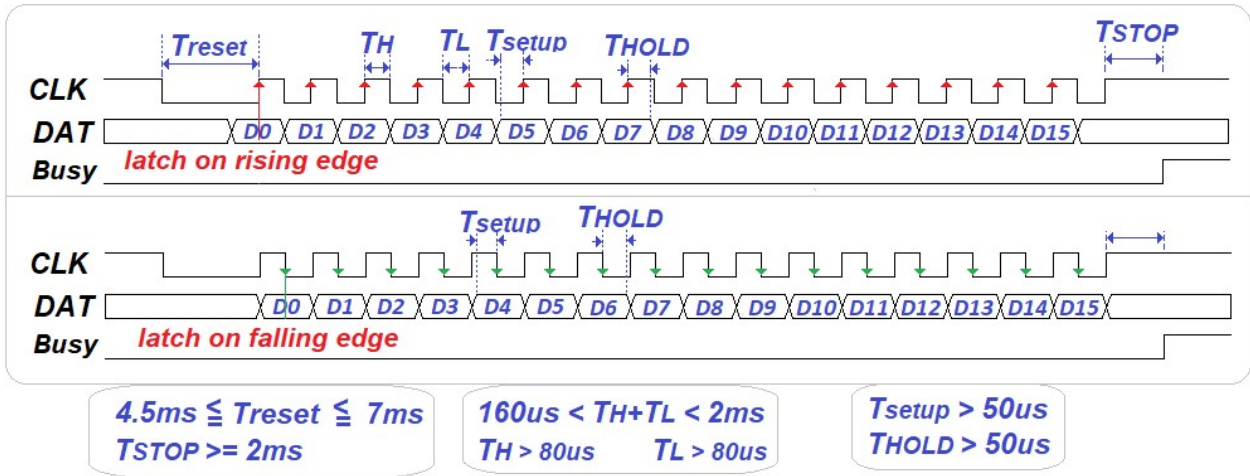 Treset TH TL Tsetup THOLD TSTOP
CLK
DAT D0 D1 D2 D3 D4 D5 D6 D7 D8 D9 D10 D11 D12 D13 D14 D15
latch on rising edge
Busy
Tsetup THOLD
CLK
DAT D0 D1 D2 D3 D4 D5 D6 D7 D8 D9 D10 D11 D12 D13 D14 D15
latch on falling edge
Busy
4.5ms ≦ Treset ≦ 7ms
TSTOP >= 2ms
160us < TH+TL < 2ms
TH > 80us TL > 80us
Tsetup > 50us
THOLD > 50us